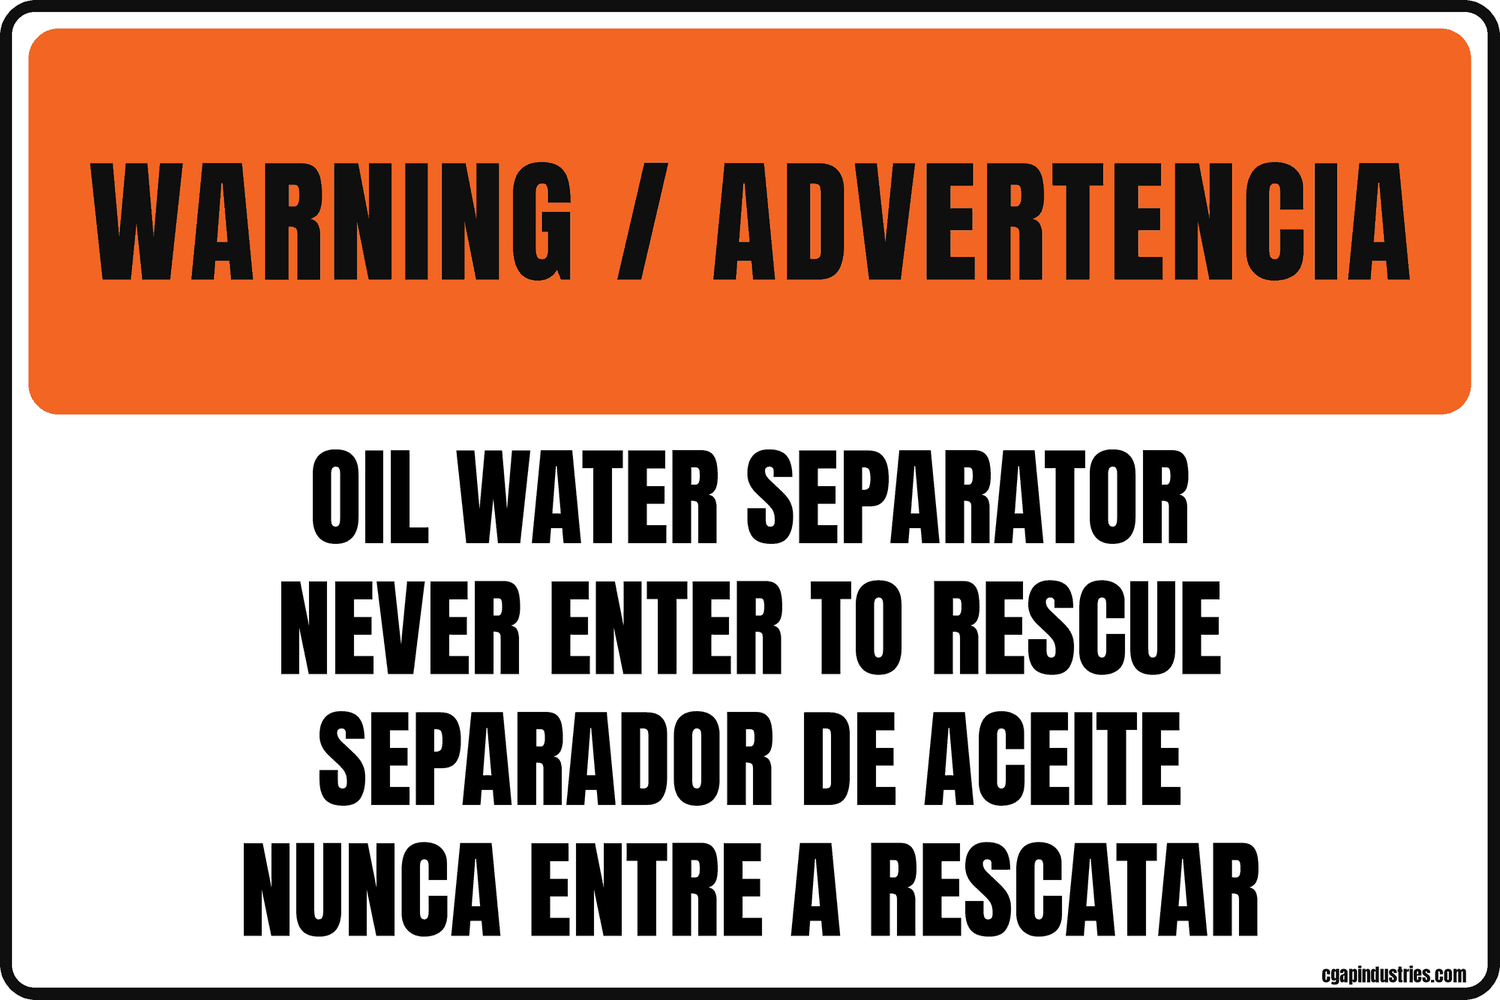 WARNING / ADVERTENCIA
OIL WATER SEPARATOR
NEVER ENTER TO RESCUE
SEPARADOR DE ACEITE
NUNCA ENTRE A RESCATAR
cgapindustries.com